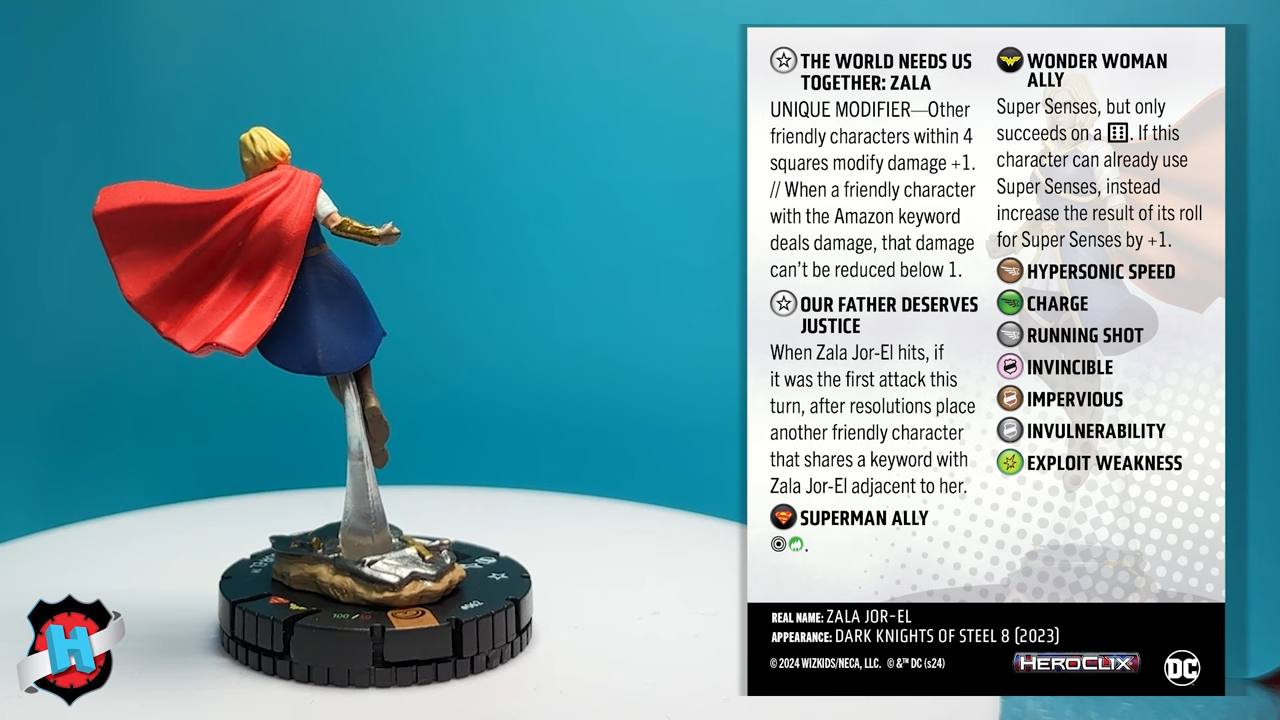 THE WORLD NEEDS US
TOGETHER: ZALA
UNIQUE MODIFIER—Other
friendly characters within 4
squares modify damage +1.
// When a friendly character
with the Amazon keyword
deals damage, that damage
can't be reduced below 1.
OUR FATHER DESERVES
JUSTICE
When Zala Jor-El hits, if
it was the first attack this
turn, after resolutions place
another friendly character
that shares a keyword with
Zala Jor-El adjacent to her.
SUPERMAN ALLY
.
WONDER WOMAN
ALLY
Super Senses, but only
succeeds on a . If this
character can already use
Super Senses, instead
increase the result of its roll
for Super Senses by +1.
HYPERSONIC SPEED
CHARGE
RUNNING SHOT
INVINCIBLE
IMPERVIOUS
INVULNERABILITY
EXPLOIT WEAKNESS
REAL NAME: ZALA JOR-EL
APPEARANCE: DARK KNIGHTS OF STEEL 8 (2023)
© 2024 WIZKIDS/NECA, LLC. © &™ DC (s24)
HEROCLIX
DC
100 / 50
#062
H